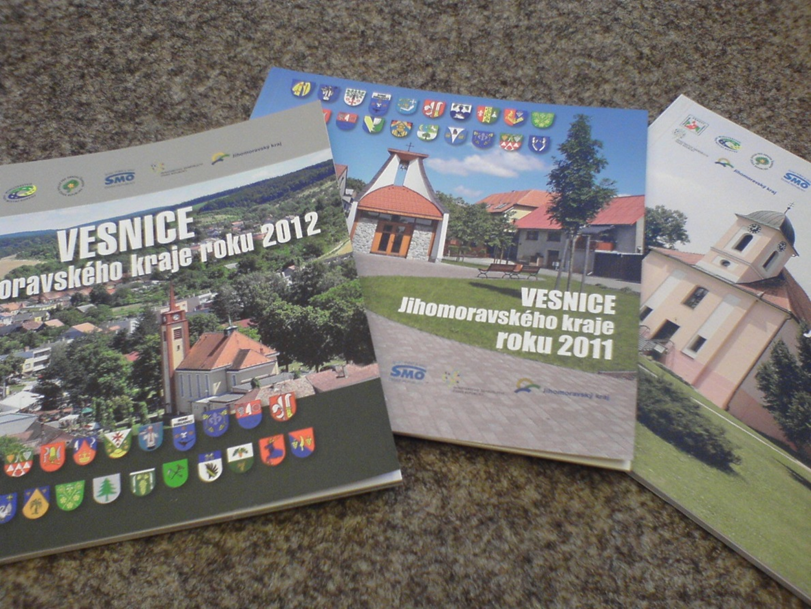 SMO
Jihomoravský kraj
VESNICE
oravského kraje roku 2012
VESNICE
Jihomoravského kraje
roku 2011
SMO
Jihomoravský kraj
SMO